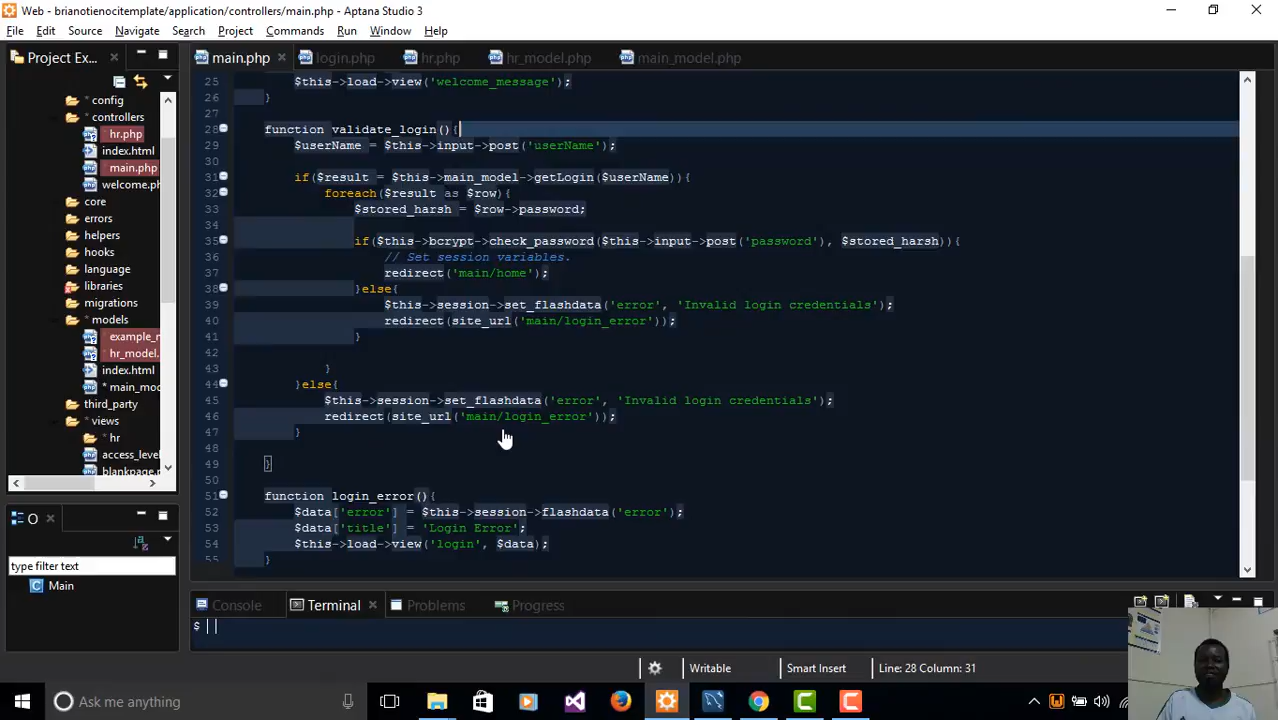 Web - brianotienocitemplate/application/controllers/main.php - Aptana Studio 3
File Edit Source Navigate Search Project Commands Run Window Help
Project Ex...
* config
controllers
* hr.php
index.html
main.php
welcome.ph
core
errors
helpers
hooks
language
libraries
migrations
* models
example_m
hr_model.
index.html
* main_mod
third_party
* views
hr
access_level
blankpage.p
O
type filter text
Main
main.php login.php hr.php hr_model.php main_model.php
25 $this->load->view('welcome_message');
26 }
27
28 function validate_login(){
29 $userName = $this->input->post('userName');
30
31 if($result = $this->main_model->getLogin($userName)){
32 foreach($result as $row){
33 $stored_harsh = $row->password;
34
35 if($this->bcrypt->check_password($this->input->post('password'), $stored_harsh)){
36 // Set session variables.
37 redirect('main/home');
38 }else{
39 $this->session->set_flashdata('error', 'Invalid login credentials');
40 redirect(site_url('main/login_error'));
41 }
42
43 }
44 }else{
45 $this->session->set_flashdata('error', 'Invalid login credentials');
46 redirect(site_url('main/login_error'));
47 }
48
49 }
50
51 function login_error(){
52 $data['error'] = $this->session->flashdata('error');
53 $data['title'] = 'Login Error';
54 $this->load->view('login', $data);
55 }
Console Terminal Problems Progress
$
Writable Smart Insert Line: 28 Column: 31
Ask me anything